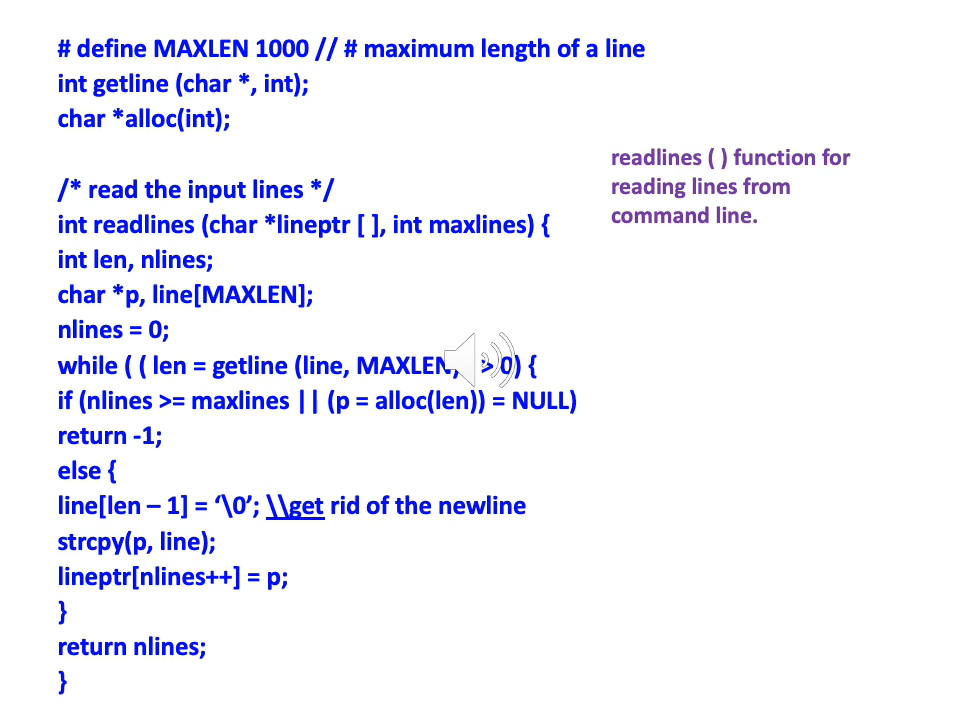 # define MAXLEN 1000 // # maximum length of a line
int getline (char *, int);
char *alloc(int);
readlines ( ) function for
reading lines from
command line.
/* read the input lines */
int readlines (char *lineptr [ ], int maxlines) {
int len, nlines;
char *p, line[MAXLEN];
nlines = 0;
while ( ( len = getline (line, MAXLEN) > 0) {
if (nlines >= maxlines || (p = alloc(len)) = NULL)
return -1;
else {
line[len – 1] = ‘\0’; \\get rid of the newline
strcpy(p, line);
lineptr[nlines++] = p;
}
return nlines;
}